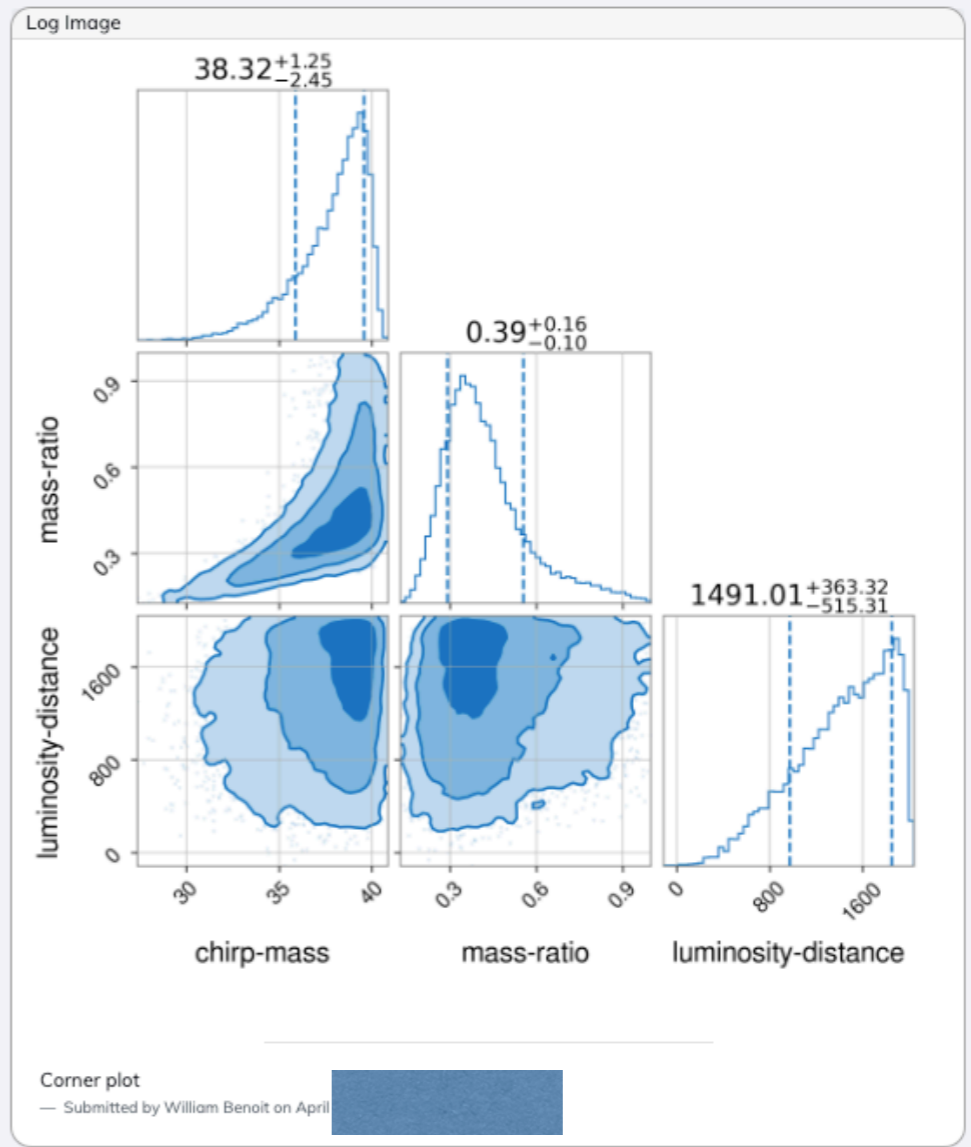 Log Image
38.32+1.25−2.45
0.39+0.16−0.10
1491.01+363.32−515.31
mass-ratio
0.9
0.6
0.3
luminosity-distance
1600
800
0
30
35
40
0.3
0.6
0.9
0
800
1600
chirp-mass
mass-ratio
luminosity-distance
Corner plot
— Submitted by William Benoit on April